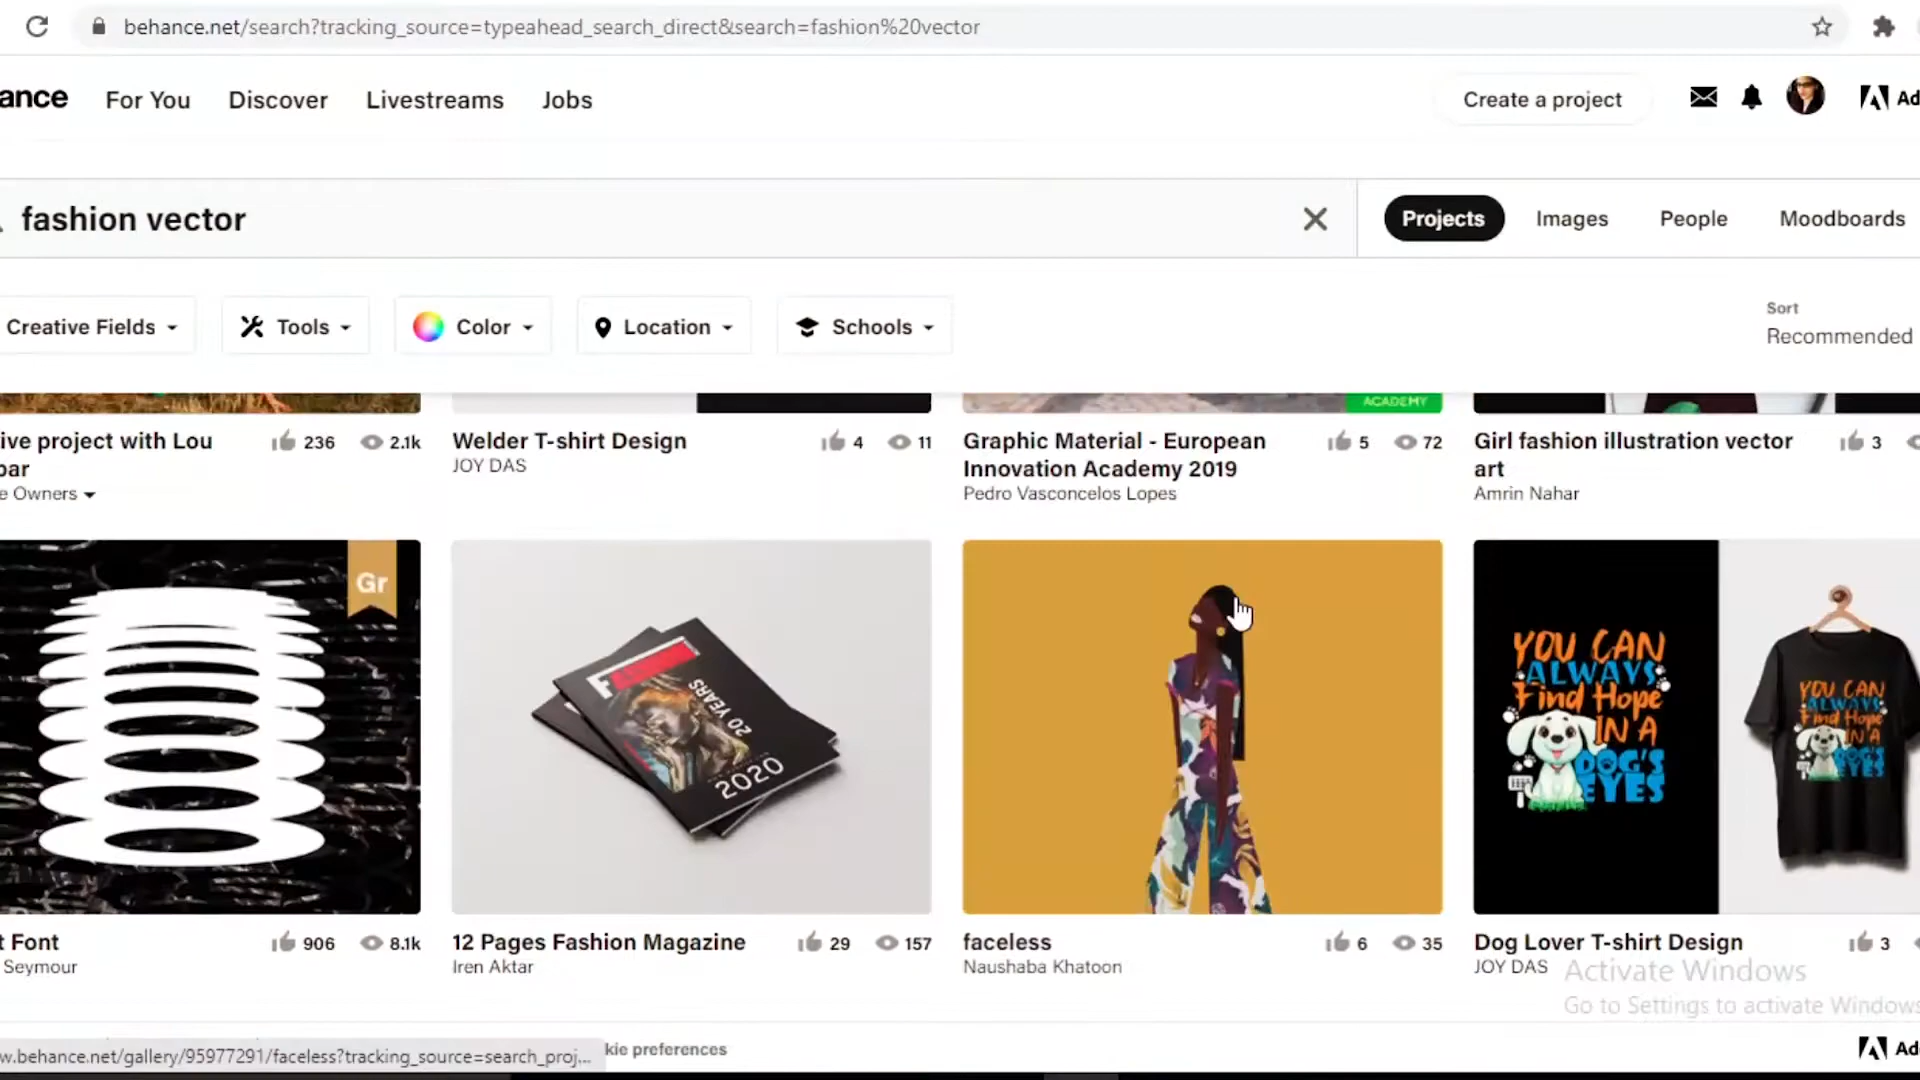 behance.net/search?tracking_source=typeahead_search_direct&search=fashion%20vector
ance For You Discover Livestreams Jobs Create a project Ad
fashion vector Projects Images People Moodboards
Creative Fields Tools Color Location Schools
Sort
Recommended
ACADEMY
ive project with Lou 236 2.1k
bar
e Owners
Welder T-shirt Design 4 11
JOY DAS
Graphic Material - European 5 72
Innovation Academy 2019
Pedro Vasconcelos Lopes
Girl fashion illustration vector 3
art
Amrin Nahar
Gr
20 YEARS
2020
YOU CAN
ALWAYS
Find Hope
IN A
DOG'S
EYES
YOU CAN
ALWAYS
Find Hope
IN A
DOG'S
EYES
t Font 906 8.1k
Seymour
12 Pages Fashion Magazine 29 157
Iren Aktar
faceless 6 35
Naushaba Khatoon
Dog Lover T-shirt Design 3
JOY DAS
Activate Windows
Go to Settings to activate Windows
w.behance.net/gallery/95977291/faceless?tracking_source=search_proj... kie preferences
Ad